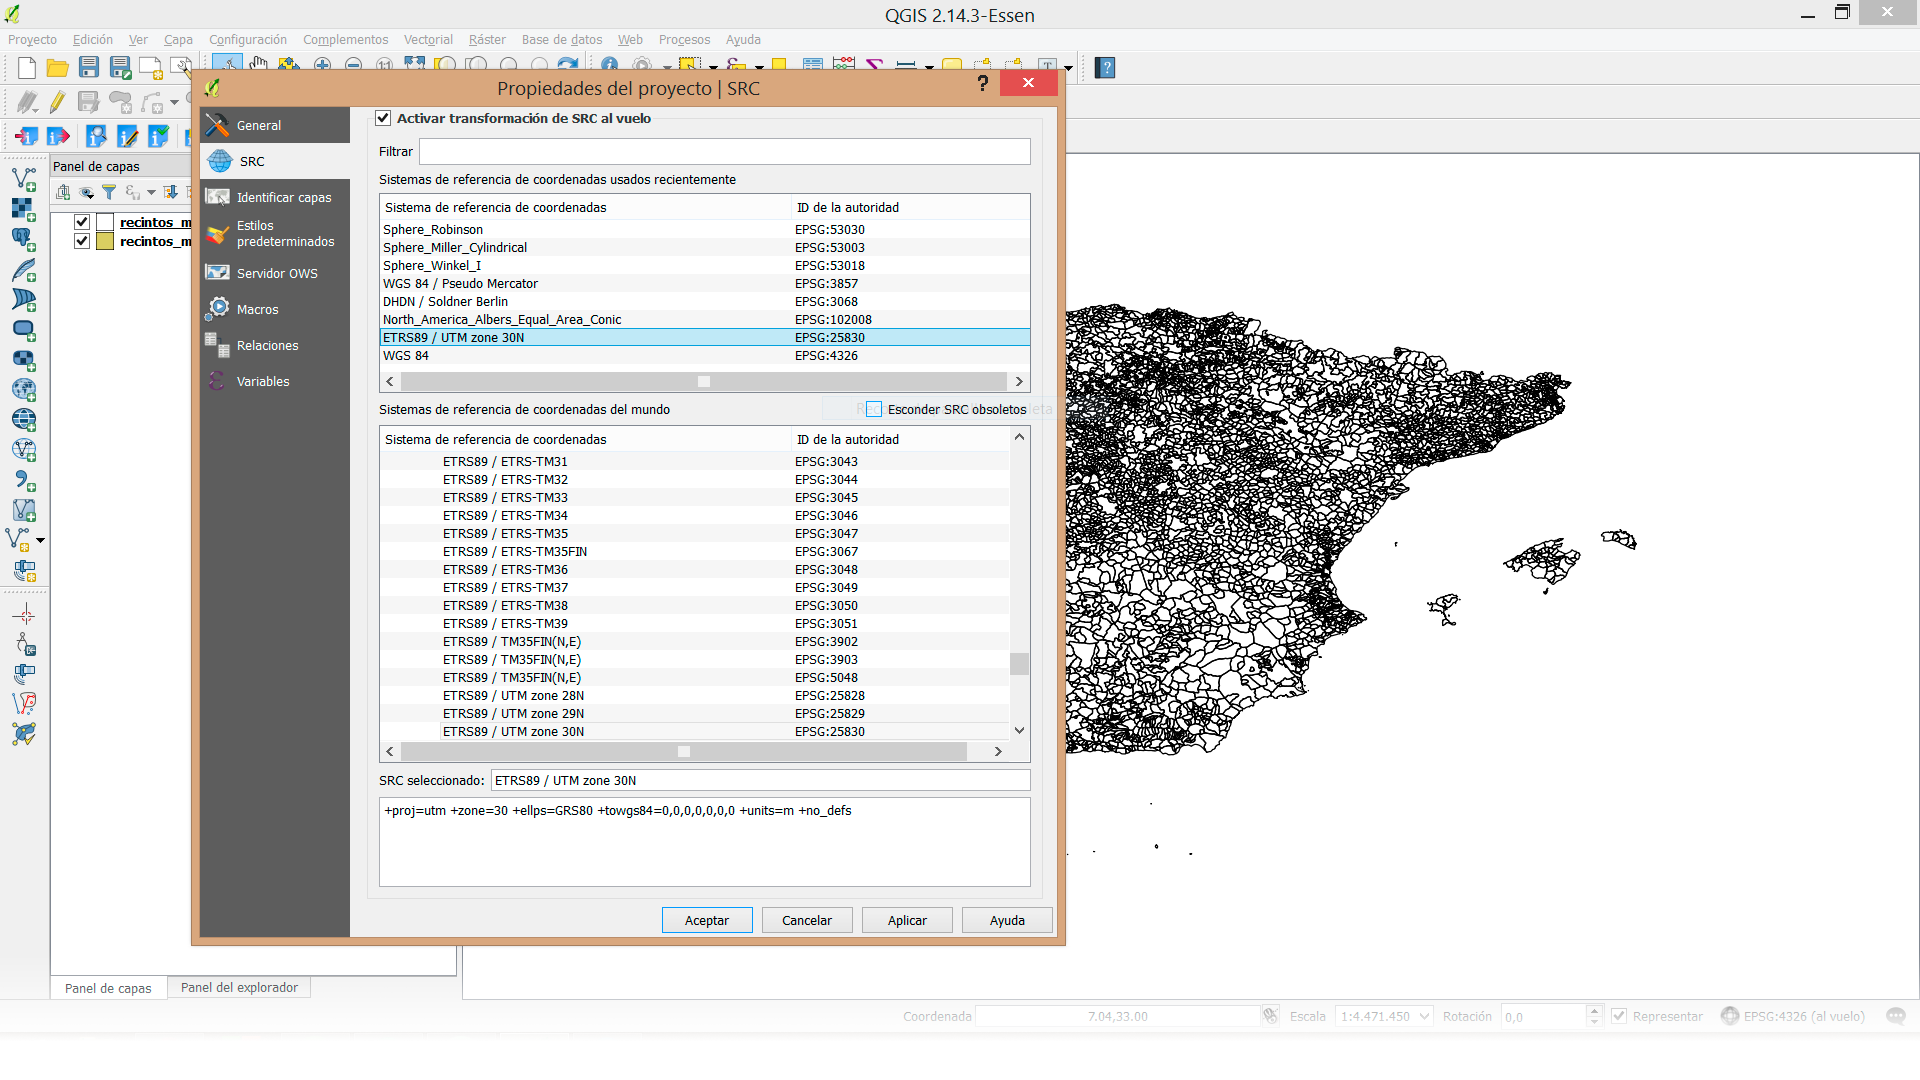 QGIS 2.14.3-Essen
Proyecto Edición Ver Capa Configuración Complementos Vectorial Ráster Base de datos Web Procesos Ayuda
Propiedades del proyecto | SRC
General
SRC
Identificar capas
Estilos
predeterminados
Servidor OWS
Macros
Relaciones
Variables
Panel de capas
recintos_m
recintos_m
Activar transformación de SRC al vuelo
Filtrar
Sistemas de referencia de coordenadas usados recientemente
Sistema de referencia de coordenadas ID de la autoridad
Sphere_Robinson EPSG:53030
Sphere_Miller_Cylindrical EPSG:53003
Sphere_Winkel_I EPSG:53018
WGS 84 / Pseudo Mercator EPSG:3857
DHDN / Soldner Berlin EPSG:3068
North_America_Albers_Equal_Area_Conic EPSG:102008
ETRS89 / UTM zone 30N EPSG:25830
WGS 84 EPSG:4326
Sistemas de referencia de coordenadas del mundo Esconder SRC obsoletos
Sistema de referencia de coordenadas ID de la autoridad
ETRS89 / ETRS-TM31 EPSG:3043
ETRS89 / ETRS-TM32 EPSG:3044
ETRS89 / ETRS-TM33 EPSG:3045
ETRS89 / ETRS-TM34 EPSG:3046
ETRS89 / ETRS-TM35 EPSG:3047
ETRS89 / ETRS-TM35FIN EPSG:3067
ETRS89 / ETRS-TM36 EPSG:3048
ETRS89 / ETRS-TM37 EPSG:3049
ETRS89 / ETRS-TM38 EPSG:3050
ETRS89 / ETRS-TM39 EPSG:3051
ETRS89 / TM35FIN(N,E) EPSG:3902
ETRS89 / TM35FIN(N,E) EPSG:3903
ETRS89 / TM35FIN(N,E) EPSG:5048
ETRS89 / UTM zone 28N EPSG:25828
ETRS89 / UTM zone 29N EPSG:25829
ETRS89 / UTM zone 30N EPSG:25830
SRC seleccionado: ETRS89 / UTM zone 30N
+proj=utm +zone=30 +ellps=GRS80 +towgs84=0,0,0,0,0,0,0 +units=m +no_defs
Aceptar Cancelar Aplicar Ayuda
Panel de capas Panel del explorador
Coordenada 7.04,33.00 Escala 1:4.471.450 Rotación 0,0 Representar EPSG:4326 (al vuelo)